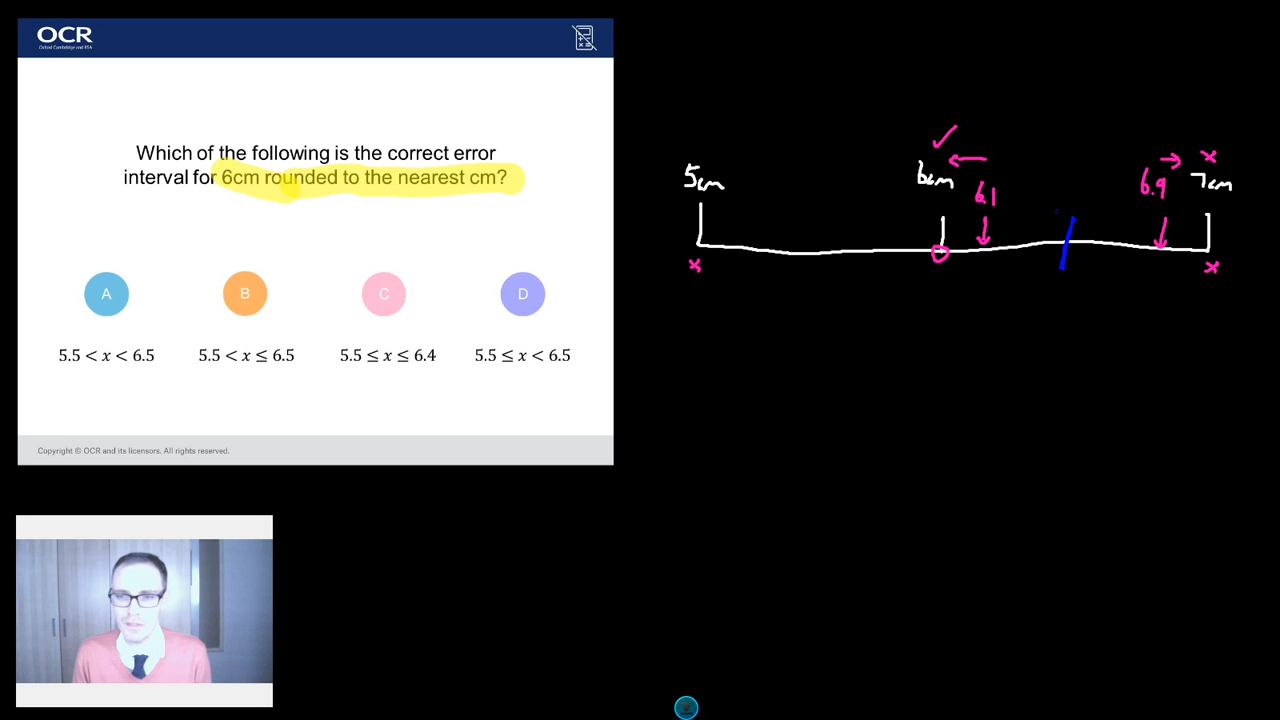 OCR
Oxford Cambridge and RSA
Which of the following is the correct error
interval for 6cm rounded to the nearest cm?
A
B
C
D
5.5 < x < 6.5
5.5 < x ≤ 6.5
5.5 ≤ x ≤ 6.4
5.5 ≤ x < 6.5
Copyright © OCR and its licensors. All rights reserved.
5cm
6cm
6.1
6.9
7cm